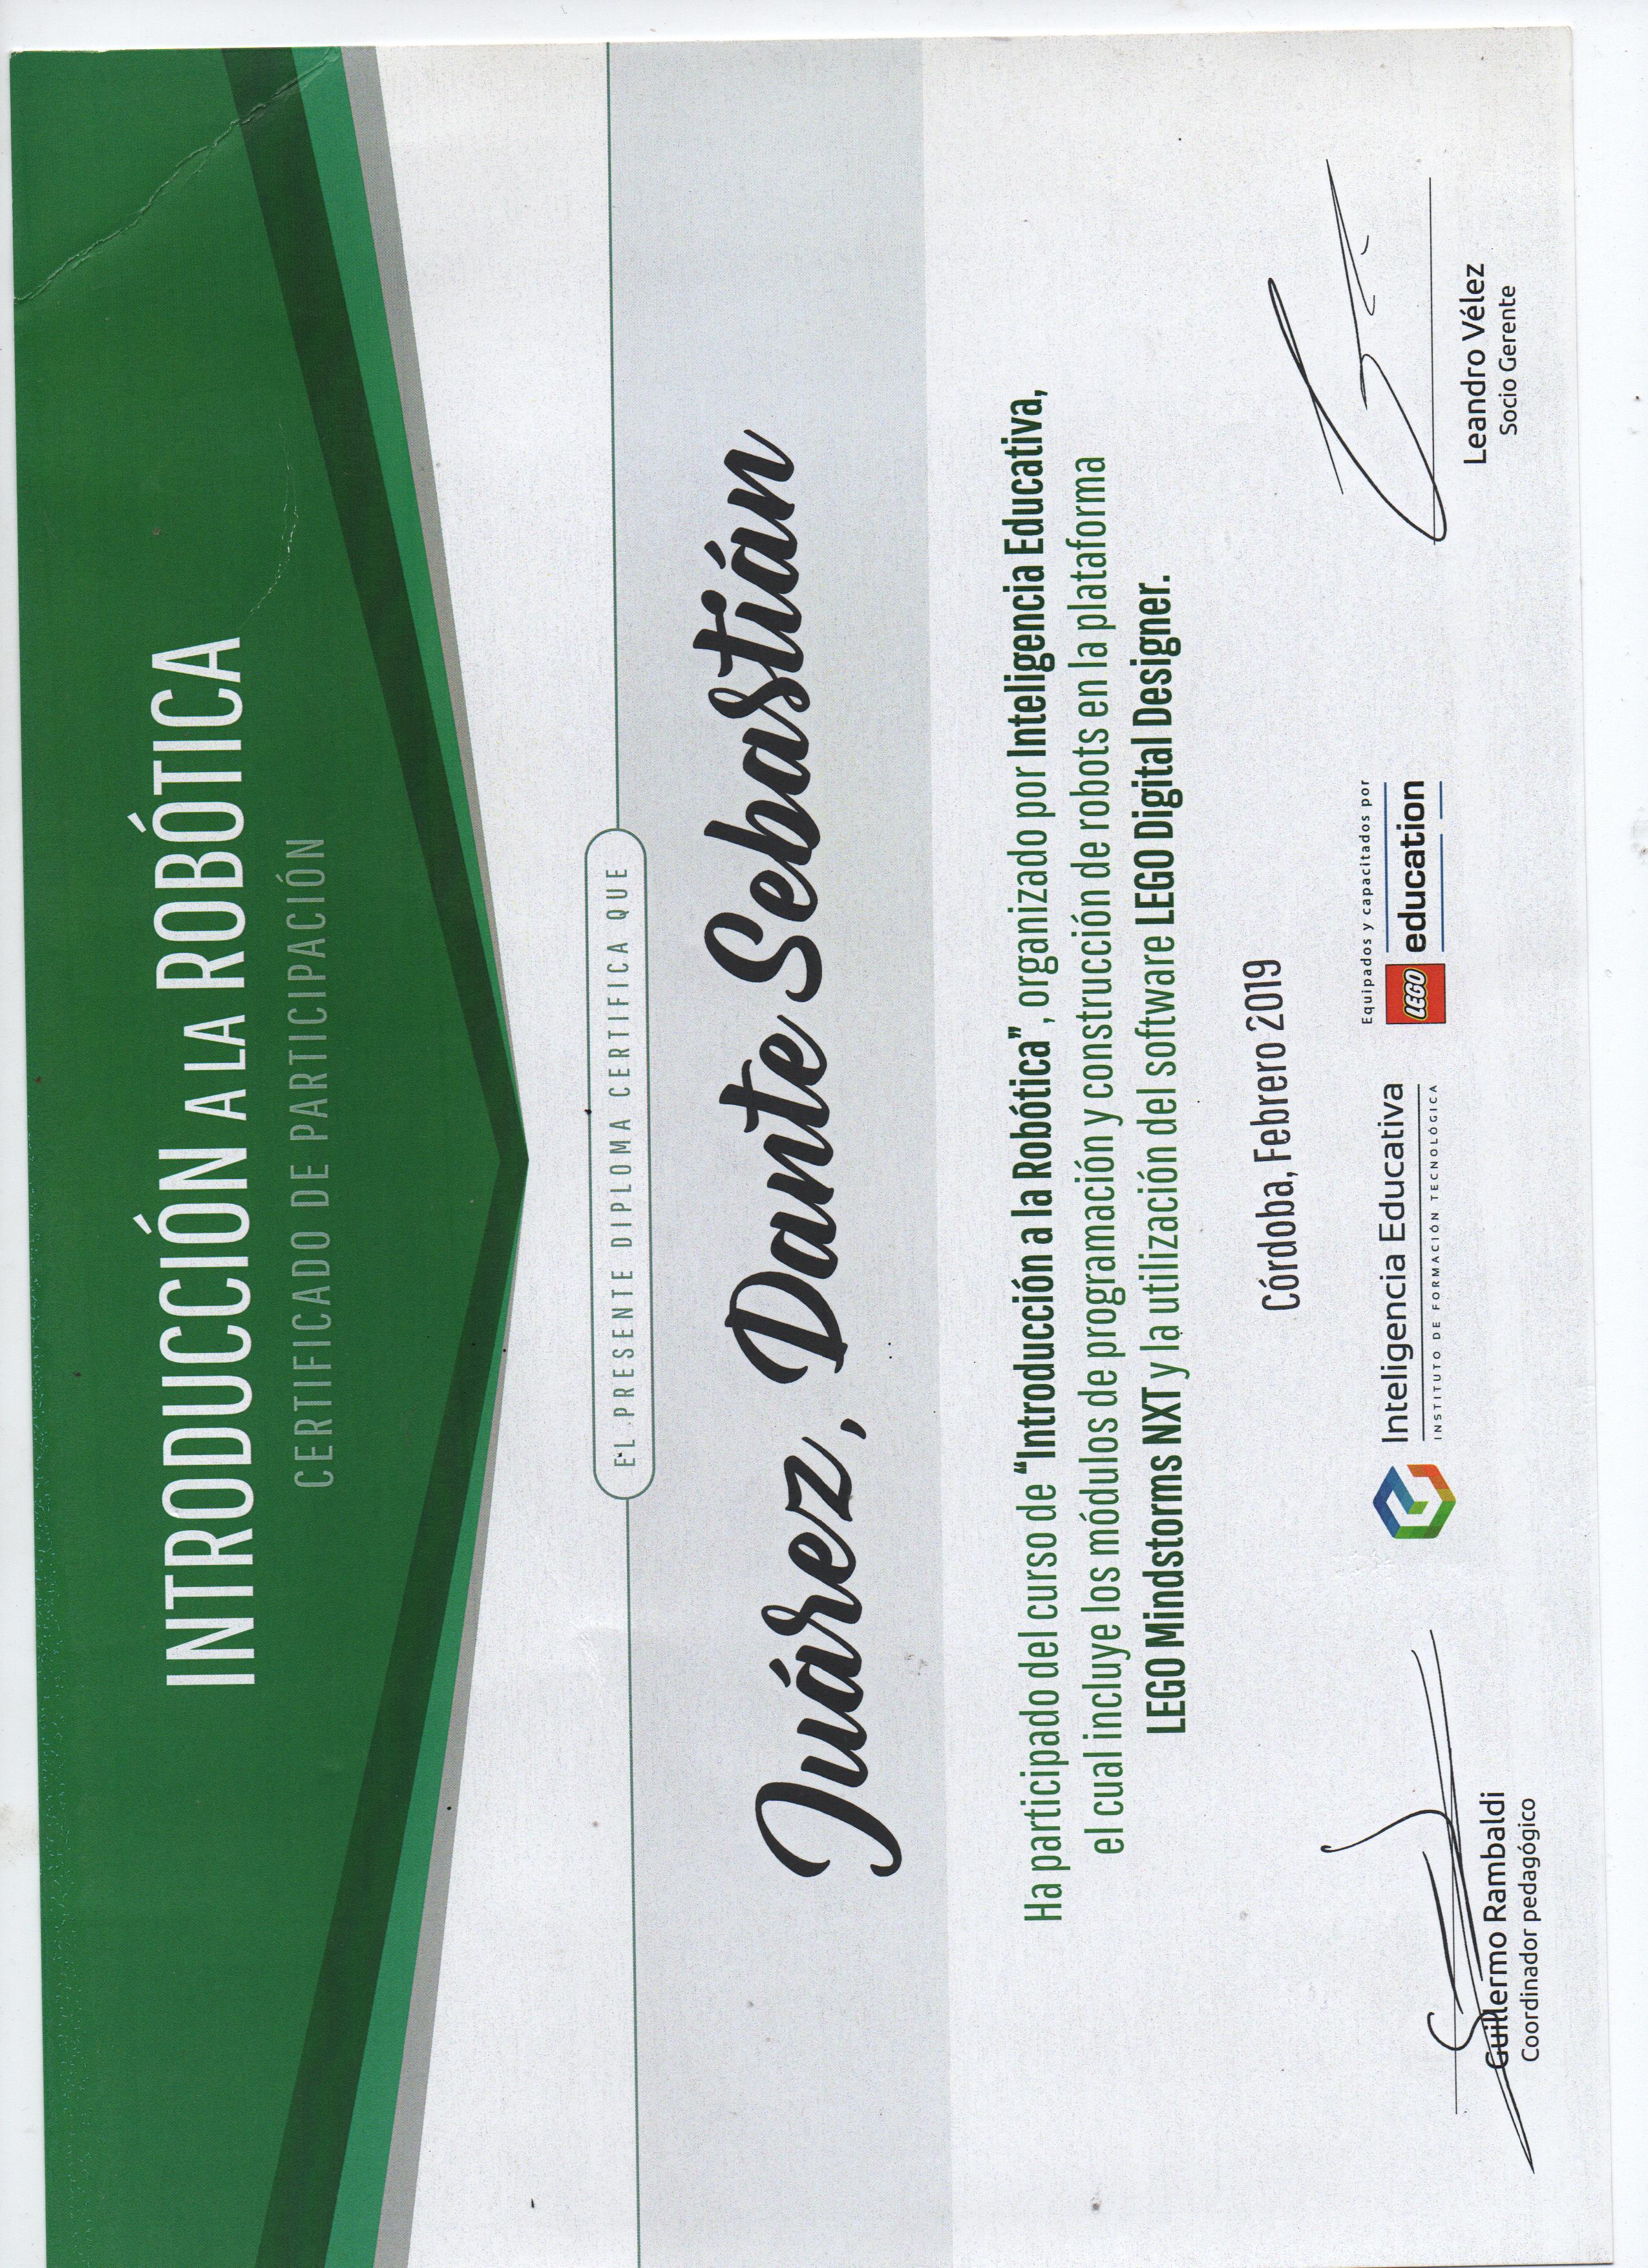 INTRODUCCIÓN A LA ROBÓTICA
CERTIFICADO DE PARTICIPACIÓN
EL PRESENTE DIPLOMA CERTIFICA QUE
Juárez, Dante Sebastián
Ha participado del curso de “Introducción a la Robótica”, organizado por Inteligencia Educativa,
el cual incluye los módulos de programación y construcción de robots en la plataforma
LEGO Mindstorms NXT y la utilización del software LEGO Digital Designer.
Córdoba, Febrero 2019
Guillermo Rambaldi
Coordinador pedagógico
Inteligencia Educativa
INSTITUTO DE FORMACIÓN TECNOLÓGICA
Equipados y capacitados por
LEGO education
Leandro Vélez
Socio Gerente